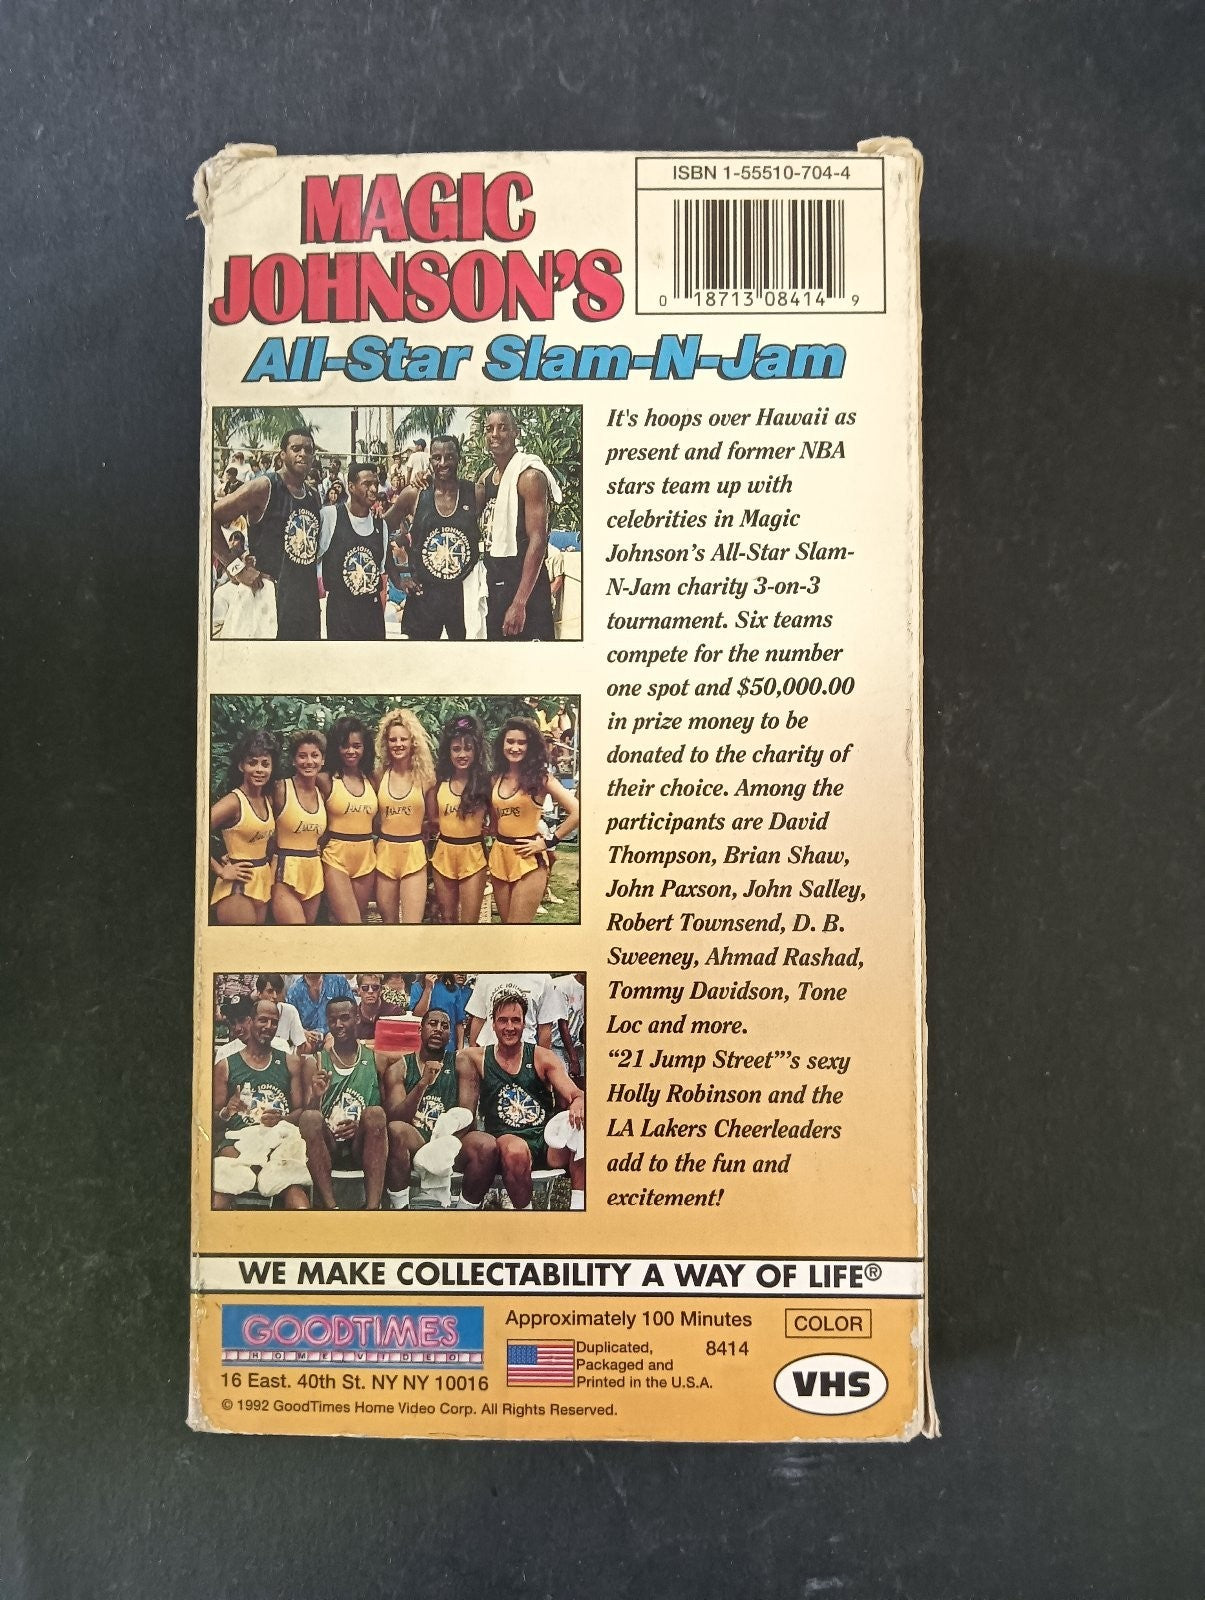 MAGIC
JOHNSON'S
All-Star Slam-N-Jam
ISBN 1-55510-704-4
0 18713 08414 9
It's hoops over Hawaii as
present and former NBA
stars team up with
celebrities in Magic
Johnson's All-Star Slam-
N-Jam charity 3-on-3
tournament. Six teams
compete for the number
one spot and $50,000.00
in prize money to be
donated to the charity of
their choice. Among the
participants are David
Thompson, Brian Shaw,
John Paxson, John Salley,
Robert Townsend, D. B.
Sweeney, Ahmad Rashad,
Tommy Davidson, Tone
Loc and more.
"21 Jump Street"'s sexy
Holly Robinson and the
LA Lakers Cheerleaders
add to the fun and
excitement!
LAKERS
WE MAKE COLLECTABILITY A WAY OF LIFE®
GOODTIMES
HOME VIDEO
16 East. 40th St. NY NY 10016
© 1992 GoodTimes Home Video Corp. All Rights Reserved.
Approximately 100 Minutes
Duplicated,
Packaged and
Printed in the U.S.A.
8414
COLOR
VHS